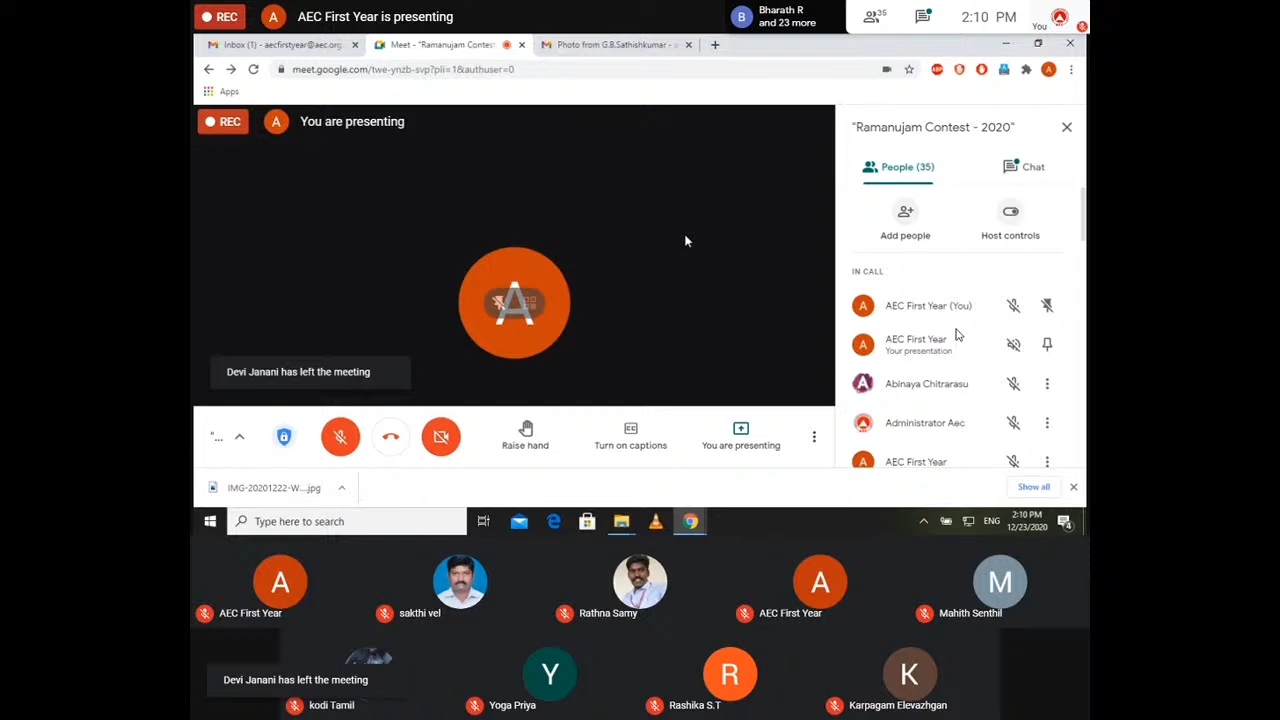 REC
A
AEC First Year is presenting
B
Bharath R
and 23 more
35
2:10 PM
You
Inbox (1) - aecfirstyear@aec.org.
Meet - "Ramanujam Contest
Photo from G.B.Sathishkumar -
meet.google.com/twe-ynzb-svp?pli=1&authuser=0
ABP
A
Apps
REC
A
You are presenting
"Ramanujam Contest - 2020"
People (35)
Chat
Add people
Host controls
IN CALL
A
AEC First Year (You)
A
AEC First Year
Your presentation
Abinaya Chitrarasu
Administrator Aec
A
AEC First Year
A
Devi Janani has left the meeting
"...
Raise hand
CC
Turn on captions
You are presenting
IMG-20201222-W....jpg
Show all
Type here to search
ENG
2:10 PM
12/23/2020
4
A
AEC First Year
sakthi vel
Rathna Samy
A
AEC First Year
M
Mahith Senthil
Devi Janani has left the meeting
kodi Tamil
Y
Yoga Priya
R
Rashika S.T
K
Karpagam Elevazhgan